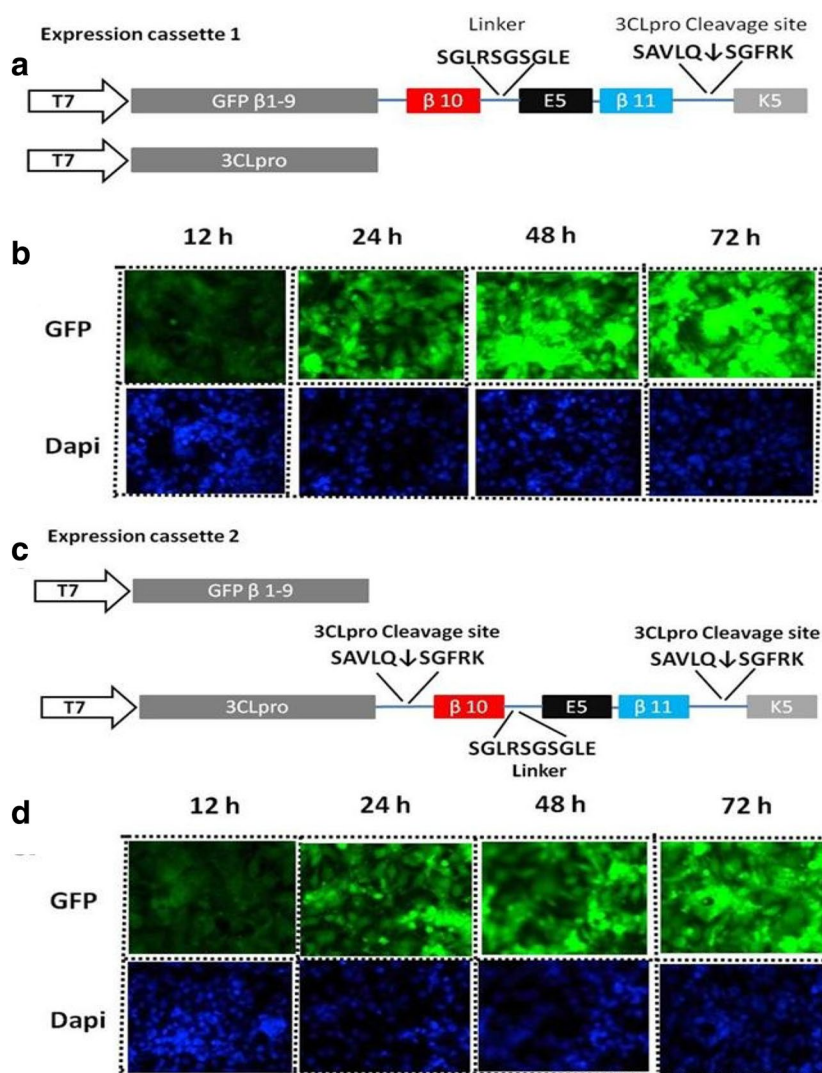 Expression cassette 1
a
Linker
3CLpro Cleavage site
SGLRSGSGLE
SAVLQ↓SGFRK
T7 GFP β1-9 β 10 E5 β 11 K5
T7 3CLpro
b
12 h 24 h 48 h 72 h
GFP
Dapi
c
Expression cassette 2
T7 GFP β 1-9
3CLpro Cleavage site 3CLpro Cleavage site
SAVLQ↓SGFRK SAVLQ↓SGFRK
T7 3CLpro β 10 E5 β 11 K5
SGLRSGSGLE
Linker
d
12 h 24 h 48 h 72 h
GFP
Dapi